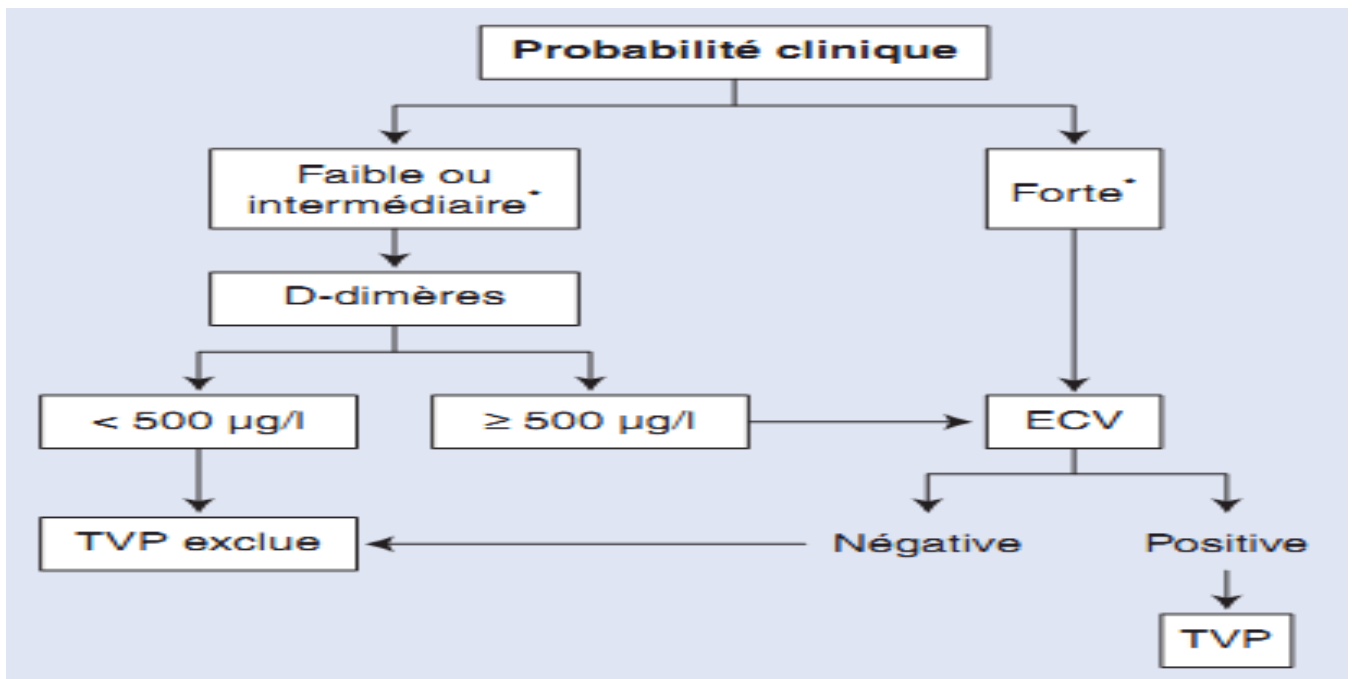 Probabilité clinique
Faible ou
intermédiaire*
Forte*
D-dimères
< 500 µg/l
≥ 500 µg/l
ECV
TVP exclue
Négative
Positive
TVP